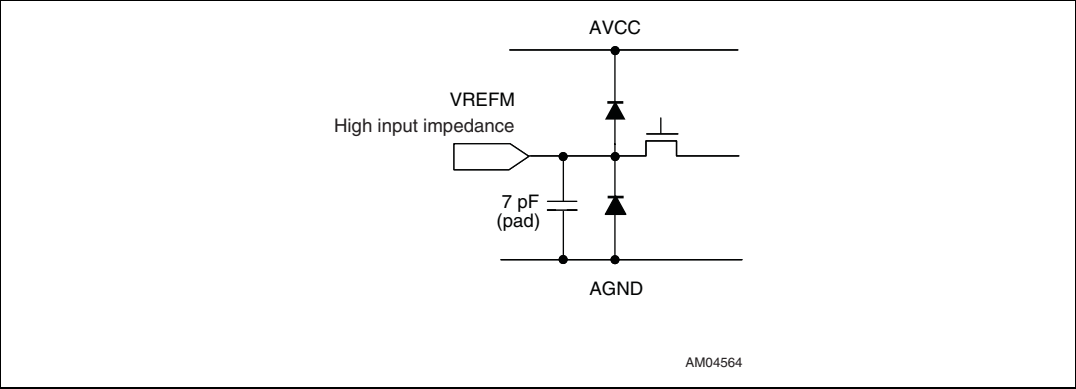 AVCC
VREFM
High input impedance
7 pF
(pad)
AGND
AM04564